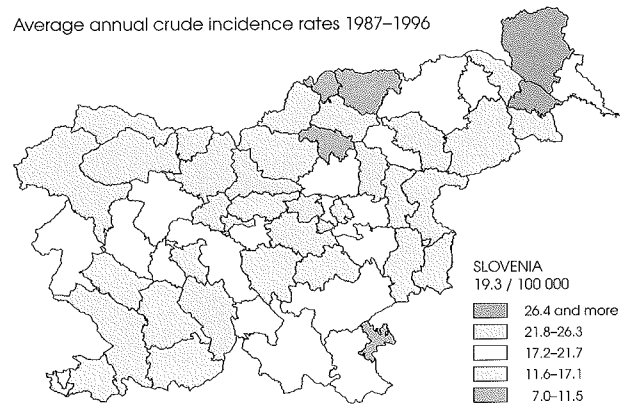 Average annual crude incidence rates 1987–1996
SLOVENIA
19.3 / 100 000
26.4 and more
21.8–26.3
17.2–21.7
11.6–17.1
7.0–11.5